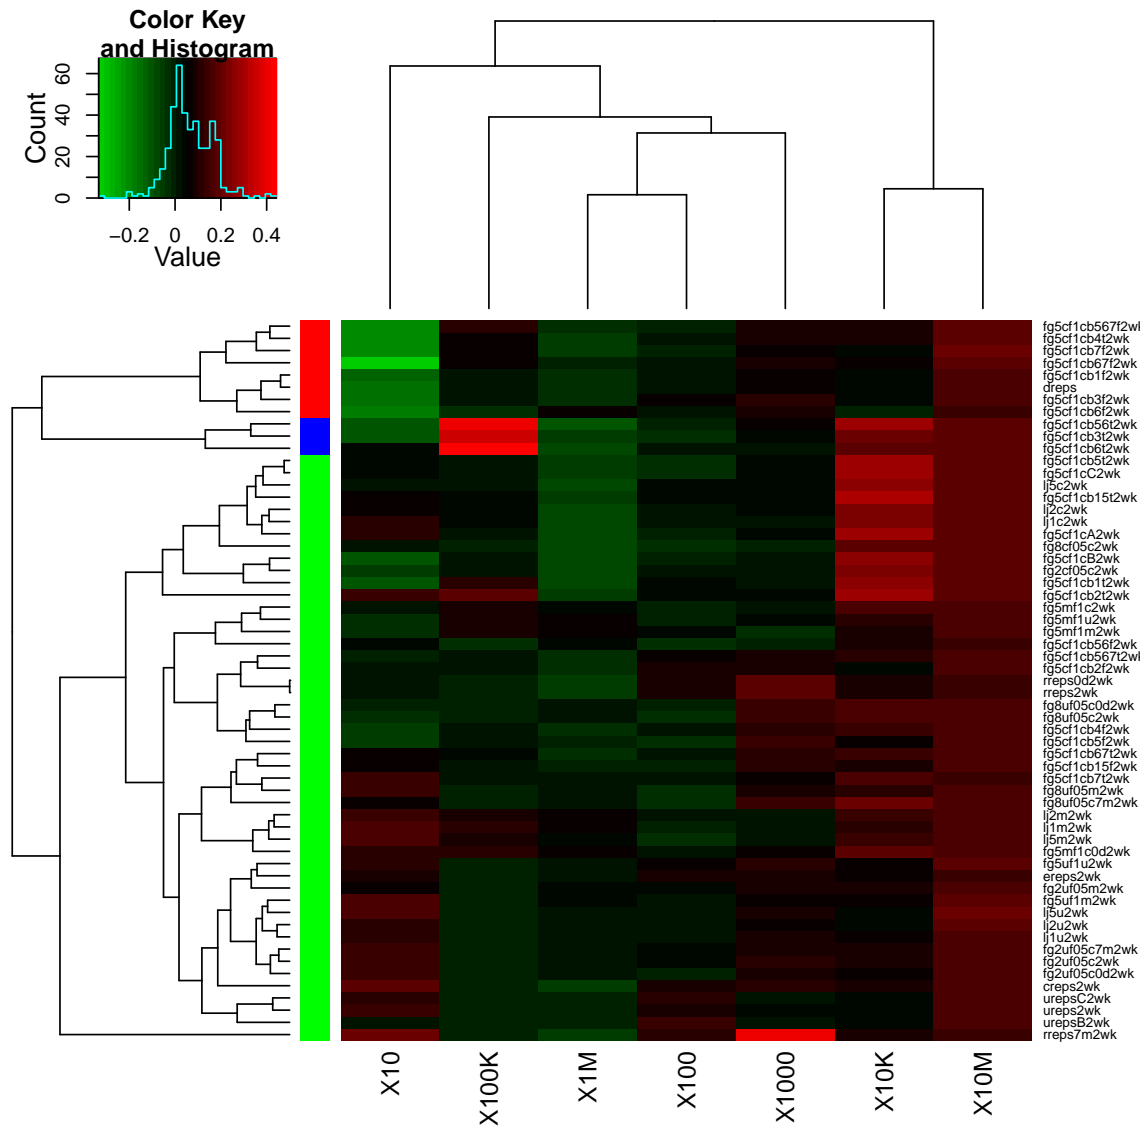 Color Key
and Histogram
Count
0
20
40
60
−0.2
0
0.2
0.4
Value
fg5cf1cb567f2wk
fg5cf1cb4t2wk
fg5cf1cb7f2wk
fg5cf1cb67f2wk
fg5cf1cb1f2wk
dreps
fg5cf1cb3f2wk
fg5cf1cb6f2wk
fg5cf1cb56t2wk
fg5cf1cb3t2wk
fg5cf1cb6t2wk
fg5cf1cb5t2wk
fg5cf1cC2wk
lj5c2wk
fg5cf1cb15t2wk
lj2c2wk
lj1c2wk
fg5cf1cA2wk
fg8cf05c2wk
fg5cf1cB2wk
fg2cf05c2wk
fg5cf1cb1t2wk
fg5cf1cb2t2wk
fg5mf1c2wk
fg5mf1u2wk
fg5mf1m2wk
fg5cf1cb56f2wk
fg5cf1cb567t2wk
fg5cf1cb2f2wk
rreps0d2wk
rreps2wk
fg8uf05c0d2wk
fg8uf05c2wk
fg5cf1cb4f2wk
fg5cf1cb5f2wk
fg5cf1cb67t2wk
fg5cf1cb15f2wk
fg5cf1cb7t2wk
fg8uf05m2wk
fg8uf05c7m2wk
lj2m2wk
lj1m2wk
lj5m2wk
fg5mf1c0d2wk
fg5uf1u2wk
ereps2wk
fg2uf05m2wk
fg5uf1m2wk
lj5u2wk
lj2u2wk
lj1u2wk
fg2uf05c7m2wk
fg2uf05c2wk
fg2uf05c0d2wk
creps2wk
urepsC2wk
ureps2wk
urepsB2wk
rreps7m2wk
X10
X100K
X1M
X100
X1000
X10K
X10M